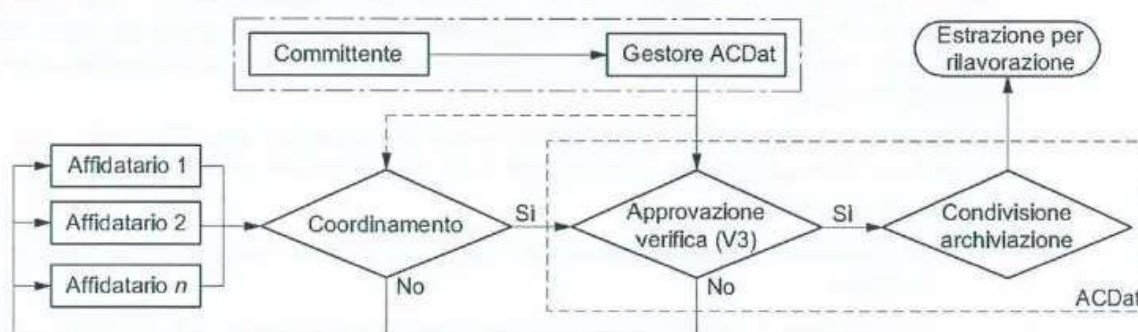 Committente
Gestore ACDat
Estrazione per
rilavorazione
Affidatario 1
Affidatario 2
Affidatario n
Coordinamento
Sì
Approvazione
verifica (V3)
Sì
Condivisione
archiviazione
No
No
ACDat